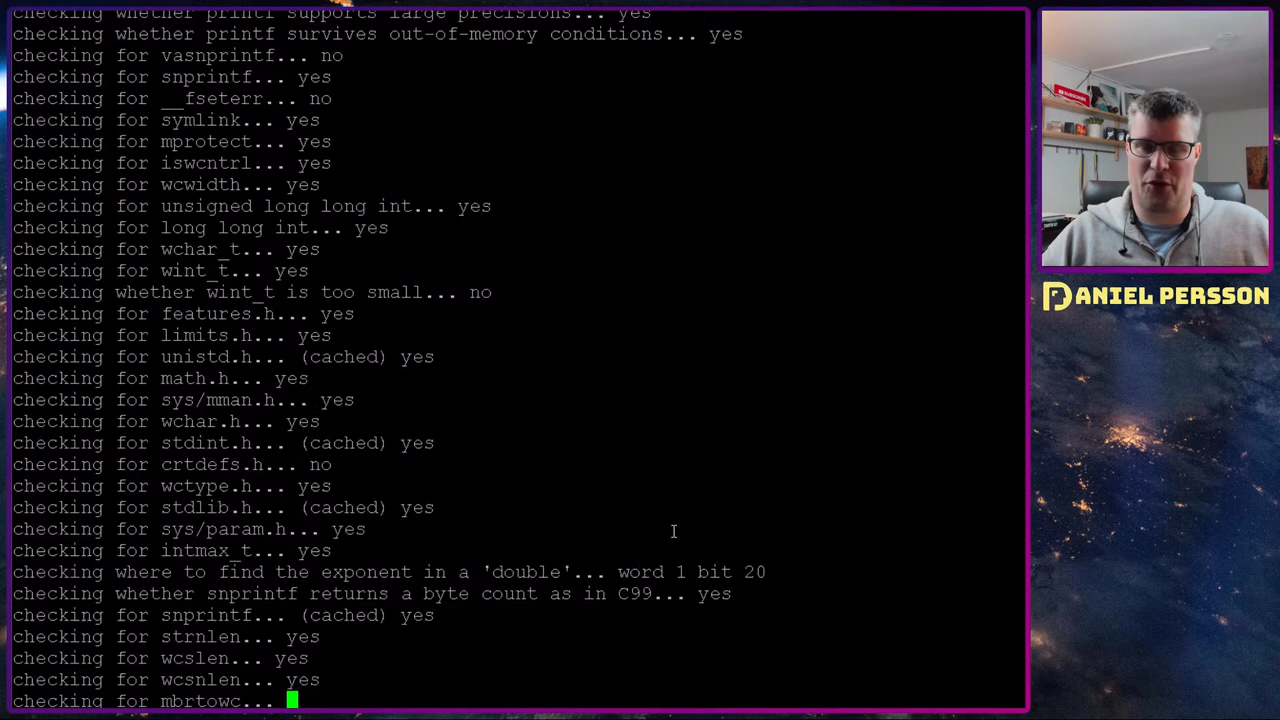 checking whether printf supports large precisions... yes
checking whether printf survives out-of-memory conditions... yes
checking for vasnprintf... no
checking for snprintf... yes
checking for __fseterr... no
checking for symlink... yes
checking for mprotect... yes
checking for iswcntrl... yes
checking for wcwidth... yes
checking for unsigned long long int... yes
checking for long long int... yes
checking for wchar_t... yes
checking for wint_t... yes
checking whether wint_t is too small... no
checking for features.h... yes
checking for limits.h... yes
checking for unistd.h... (cached) yes
checking for math.h... yes
checking for sys/mman.h... yes
checking for wchar.h... yes
checking for stdint.h... (cached) yes
checking for crtdefs.h... no
checking for wctype.h... yes
checking for stdlib.h... (cached) yes
checking for sys/param.h... yes
checking for intmax_t... yes
checking where to find the exponent in a 'double'... word 1 bit 20
checking whether snprintf returns a byte count as in C99... yes
checking for snprintf... (cached) yes
checking for strnlen... yes
checking for wcslen... yes
checking for wcsnlen... yes
checking for mbrtowc...
SUBSCRIBE
DANIEL PERSSON